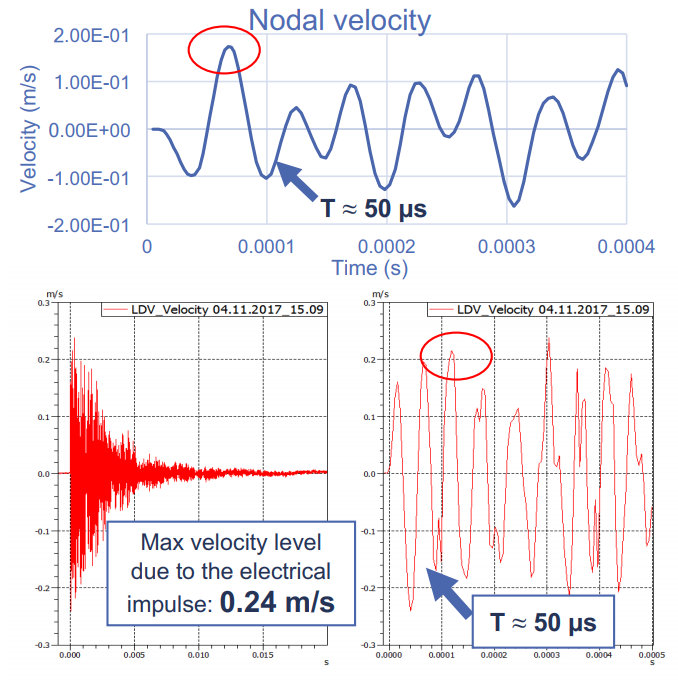 Nodal velocity
2.00E-01
1.00E-01
0.00E+00
-1.00E-01
-2.00E-01
Velocity (m/s)
T ≈ 50 µs
0 0.0001 0.0002 0.0003 0.0004
Time (s)
m/s
LDV_Velocity 04.11.2017_15.09
0.3
0.2
0.1
0.0
-0.1
-0.2
-0.3
Max velocity level
due to the electrical
impulse: 0.24 m/s
0.000 0.005 0.010 0.015
s
m/s
LDV_Velocity 04.11.2017_15.09
0.3
0.2
0.1
0.0
-0.1
-0.2
-0.3
T ≈ 50 µs
0.0000 0.0001 0.0002 0.0003 0.0004 0.0005
s